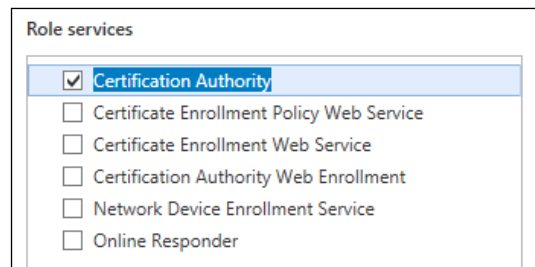 Role services
Certification Authority
Certificate Enrollment Policy Web Service
Certificate Enrollment Web Service
Certification Authority Web Enrollment
Network Device Enrollment Service
Online Responder